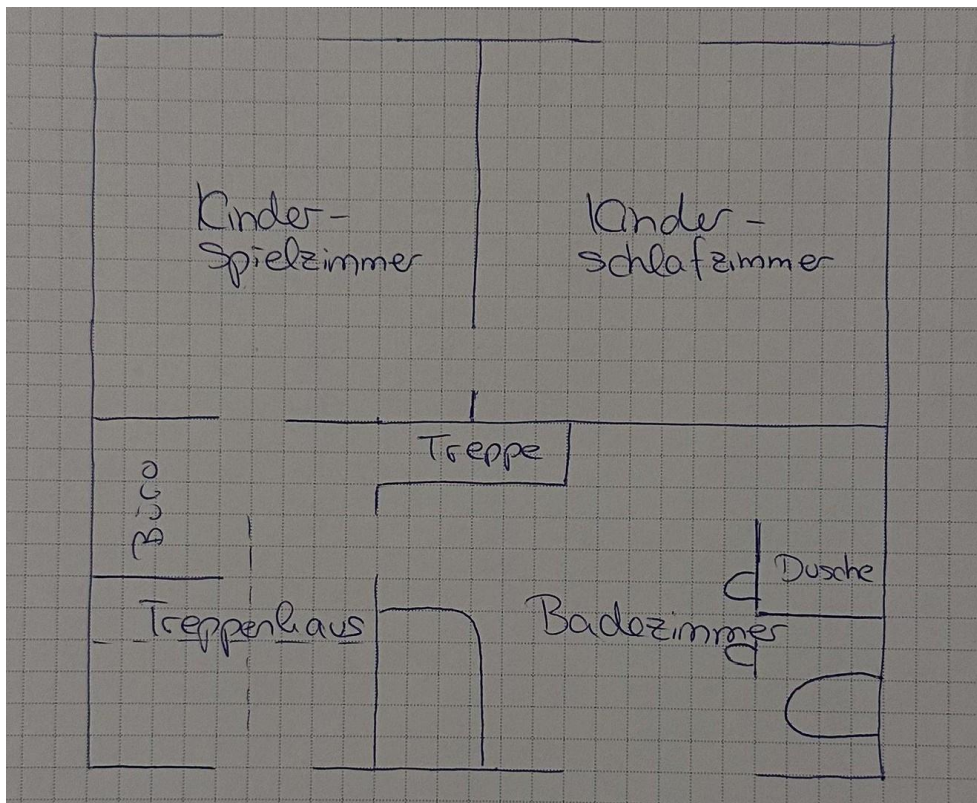 Kinder-
spielzimmer
Kinder-
schlafzimmer
Treppe
Büro
Dusche
Treppenhaus
Badezimmer